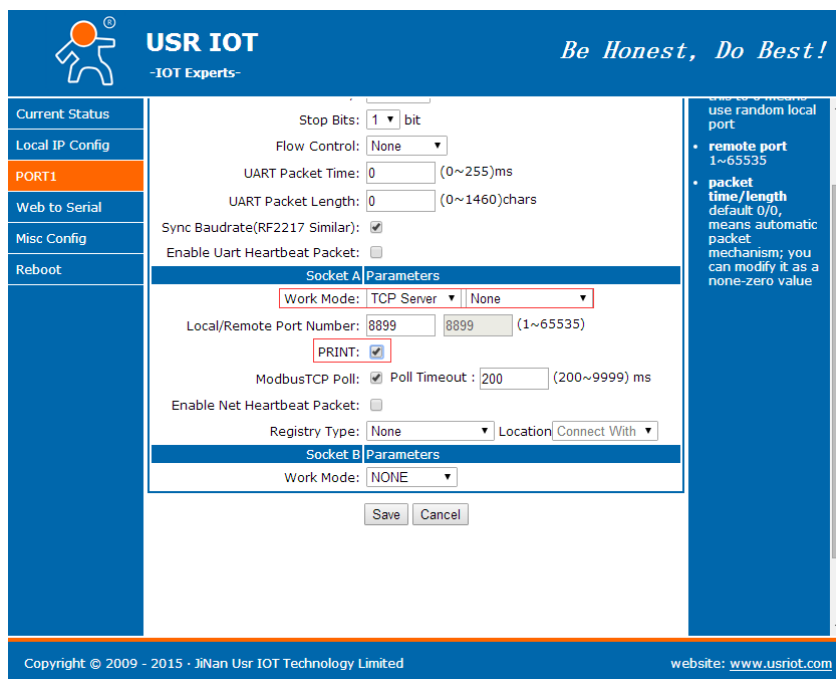 ®
USR IOT
-IOT Experts-
Be Honest, Do Best!
Current Status
Local IP Config
PORT1
Web to Serial
Misc Config
Reboot
Stop Bits: 1 bit
Flow Control: None
UART Packet Time: 0 (0~255)ms
UART Packet Length: 0 (0~1460)chars
Sync Baudrate(RF2217 Similar):
Enable Uart Heartbeat Packet:
Socket A Parameters
Work Mode: TCP Server None
Local/Remote Port Number: 8899 8899 (1~65535)
PRINT:
ModbusTCP Poll: Poll Timeout : 200 (200~9999) ms
Enable Net Heartbeat Packet:
Registry Type: None Location Connect With
Socket B Parameters
Work Mode: NONE
Save Cancel
use random local
port
• remote port
1~65535
• packet
time/length
default 0/0,
means automatic
packet
mechanism; you
can modify it as a
none-zero value
Copyright © 2009 - 2015 · JiNan Usr IOT Technology Limited
website: www.usriot.com